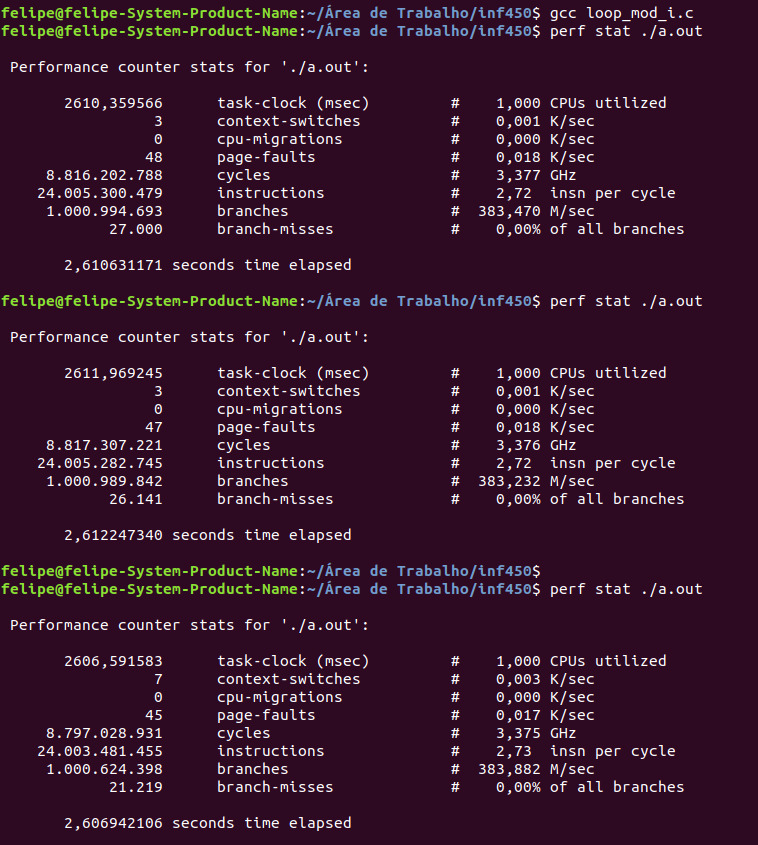 felipe@felipe-System-Product-Name:~/Área de Trabalho/inf450$ gcc loop_mod_i.c
felipe@felipe-System-Product-Name:~/Área de Trabalho/inf450$ perf stat ./a.out
Performance counter stats for './a.out':
2610,359566 task-clock (msec) # 1,000 CPUs utilized
3 context-switches # 0,001 K/sec
0 cpu-migrations # 0,000 K/sec
48 page-faults # 0,018 K/sec
8.816.202.788 cycles # 3,377 GHz
24.005.300.479 instructions # 2,72 insn per cycle
1.000.994.693 branches # 383,470 M/sec
27.000 branch-misses # 0,00% of all branches
2,610631171 seconds time elapsed
felipe@felipe-System-Product-Name:~/Área de Trabalho/inf450$ perf stat ./a.out
Performance counter stats for './a.out':
2611,969245 task-clock (msec) # 1,000 CPUs utilized
3 context-switches # 0,001 K/sec
0 cpu-migrations # 0,000 K/sec
47 page-faults # 0,018 K/sec
8.817.307.221 cycles # 3,376 GHz
24.005.282.745 instructions # 2,72 insn per cycle
1.000.989.842 branches # 383,232 M/sec
26.141 branch-misses # 0,00% of all branches
2,612247340 seconds time elapsed
felipe@felipe-System-Product-Name:~/Área de Trabalho/inf450$
felipe@felipe-System-Product-Name:~/Área de Trabalho/inf450$ perf stat ./a.out
Performance counter stats for './a.out':
2606,591583 task-clock (msec) # 1,000 CPUs utilized
7 context-switches # 0,003 K/sec
0 cpu-migrations # 0,000 K/sec
45 page-faults # 0,017 K/sec
8.797.028.931 cycles # 3,375 GHz
24.003.481.455 instructions # 2,73 insn per cycle
1.000.624.398 branches # 383,882 M/sec
21.219 branch-misses # 0,00% of all branches
2,606942106 seconds time elapsed